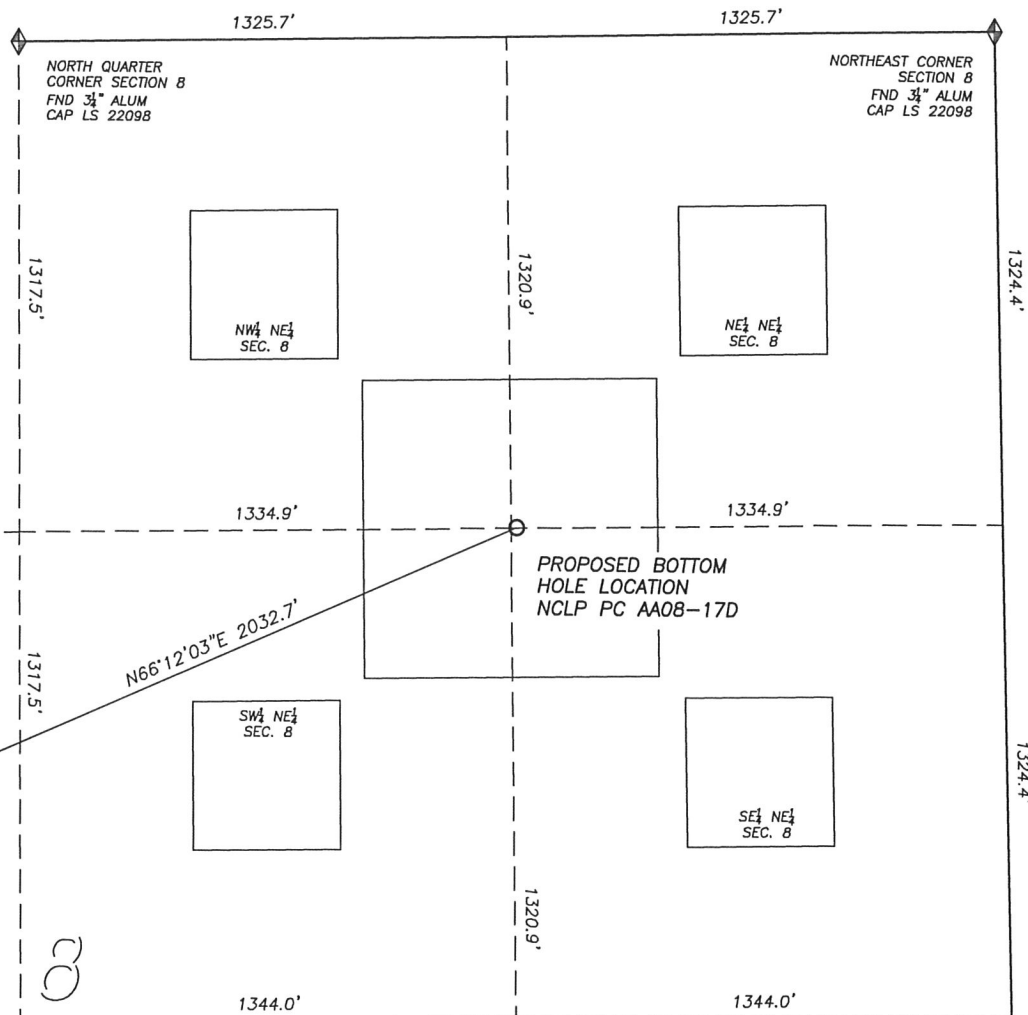 1325.7'
1325.7'
NORTH QUARTER
CORNER SECTION 8
FND 3¼" ALUM
CAP LS 22098
NORTHEAST CORNER
SECTION 8
FND 3¼" ALUM
CAP LS 22098
1317.5'
1320.9'
1324.4'
NW¼ NE¼
SEC. 8
NE¼ NE¼
SEC. 8
1334.9'
1334.9'
PROPOSED BOTTOM
HOLE LOCATION
NCLP PC AA08-17D
N66°12'03"E 2032.7'
1317.5'
SW¼ NE¼
SEC. 8
SE¼ NE¼
SEC. 8
1324.4'
1320.9'
8
1344.0'
1344.0'